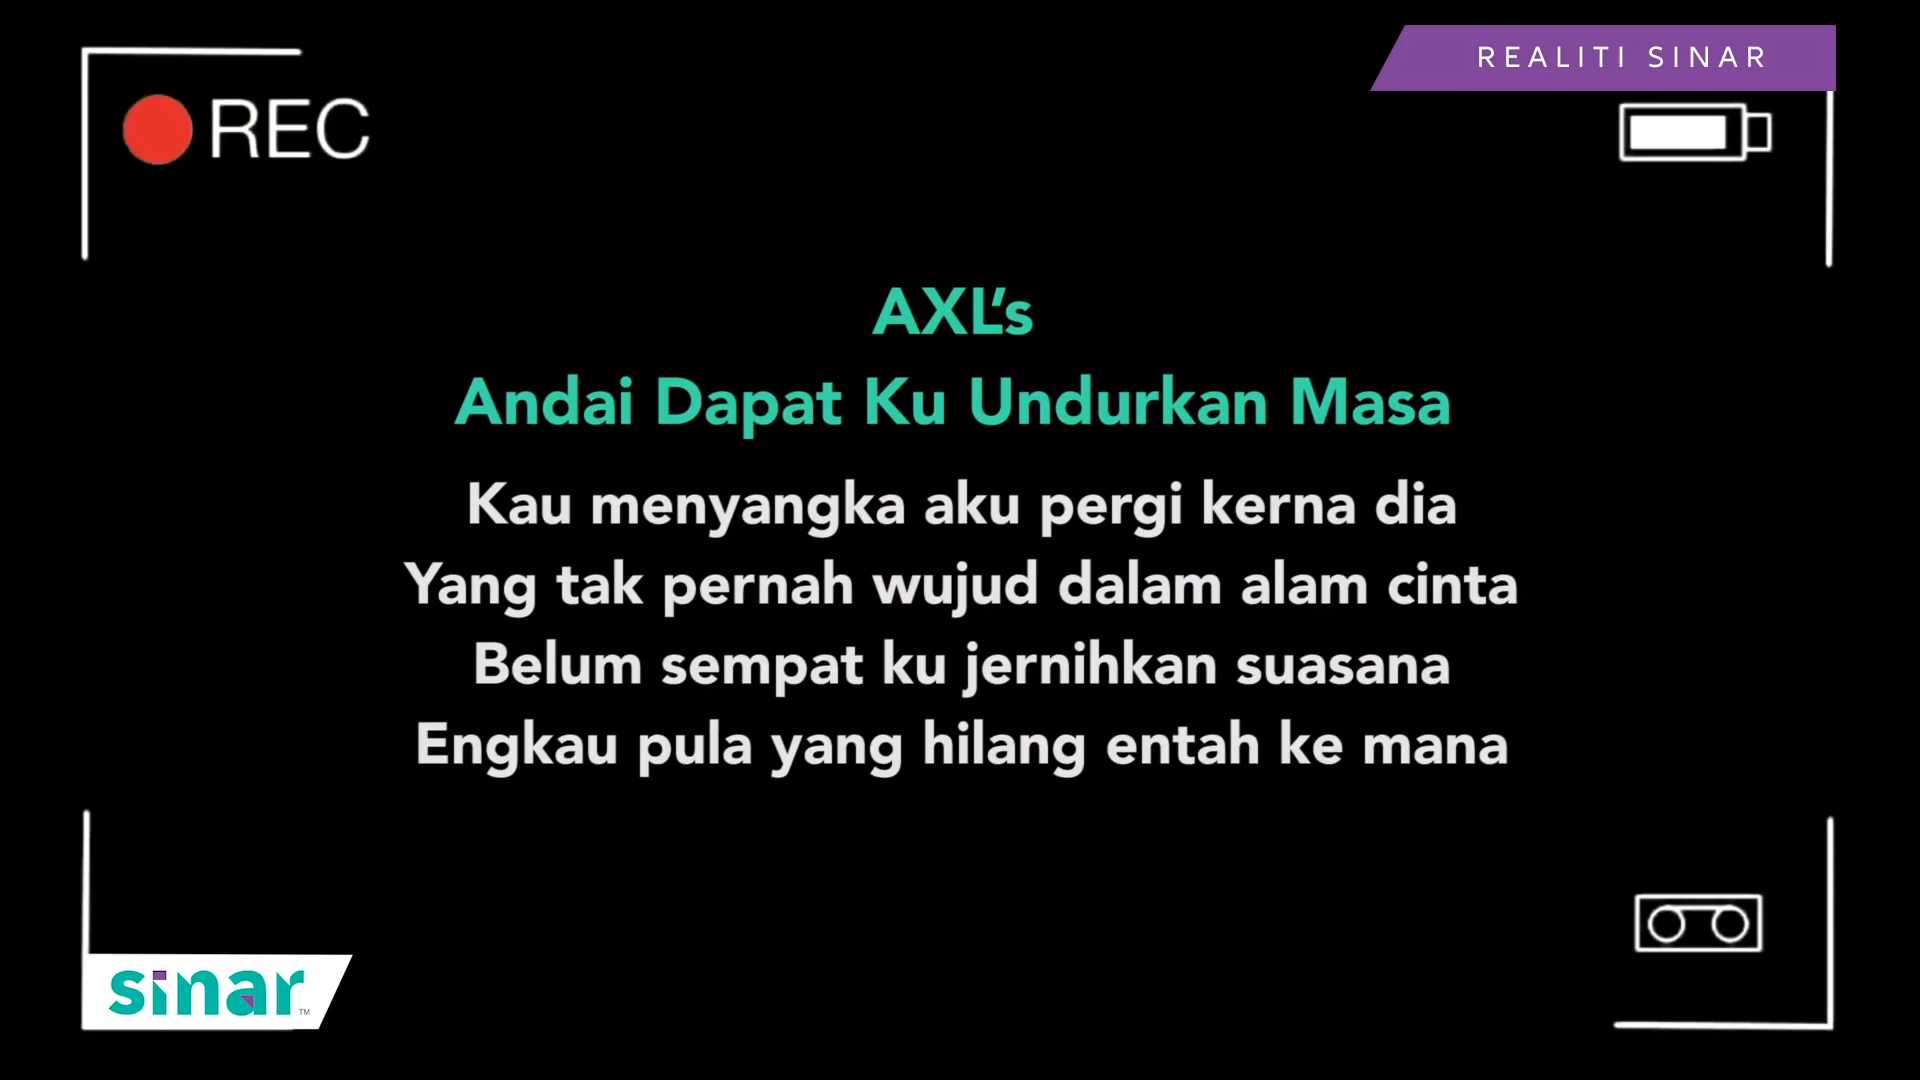 REALITI SINAR
REC
AXL’s
Andai Dapat Ku Undurkan Masa
Kau menyangka aku pergi kerna dia
Yang tak pernah wujud dalam alam cinta
Belum sempat ku jernihkan suasana
Engkau pula yang hilang entah ke mana
sinar™